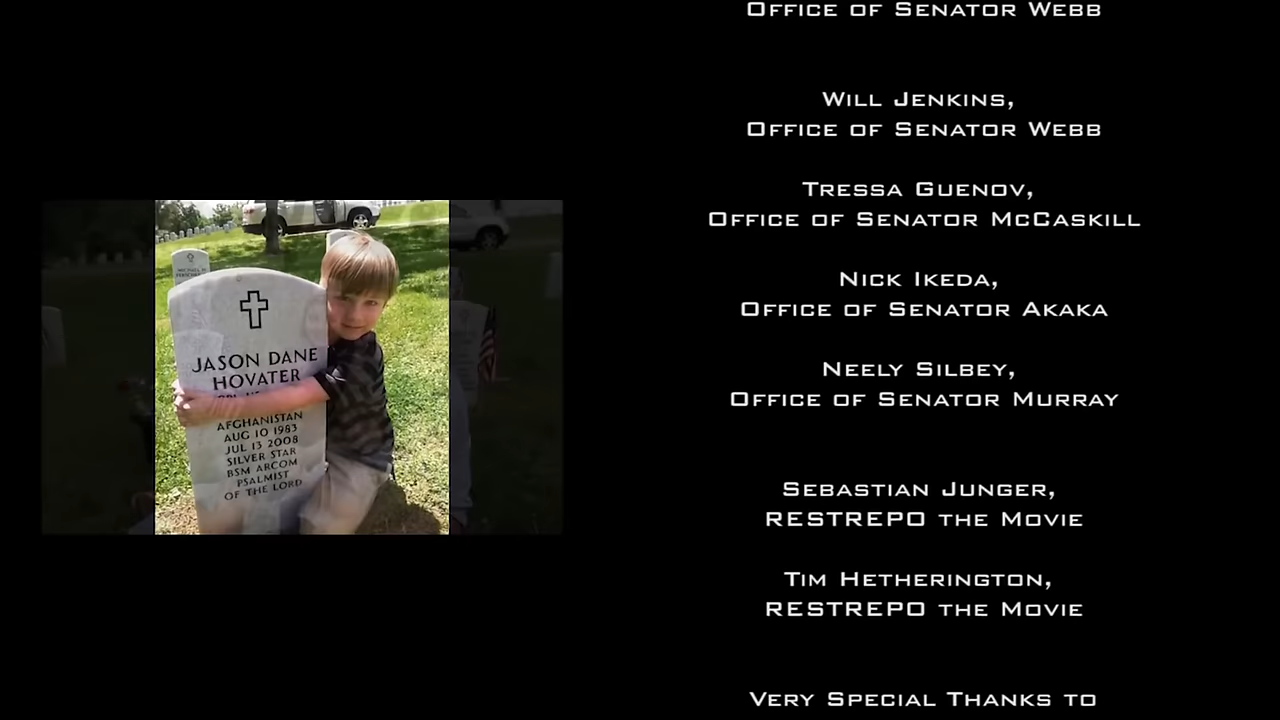 Office of Senator Webb
Will Jenkins,
Office of Senator Webb
Tressa Guenov,
Office of Senator McCaskill
Nick Ikeda,
Office of Senator Akaka
Neely Silbey,
Office of Senator Murray
Sebastian Junger,
RESTREPO the Movie
Tim Hetherington,
RESTREPO the Movie
Very Special Thanks to
JASON DANE
HOVATER
AFGHANISTAN
AUG 10 1983
JUL 13 2008
SILVER STAR
BSM ARCOM
PSALMIST
OF THE LORD